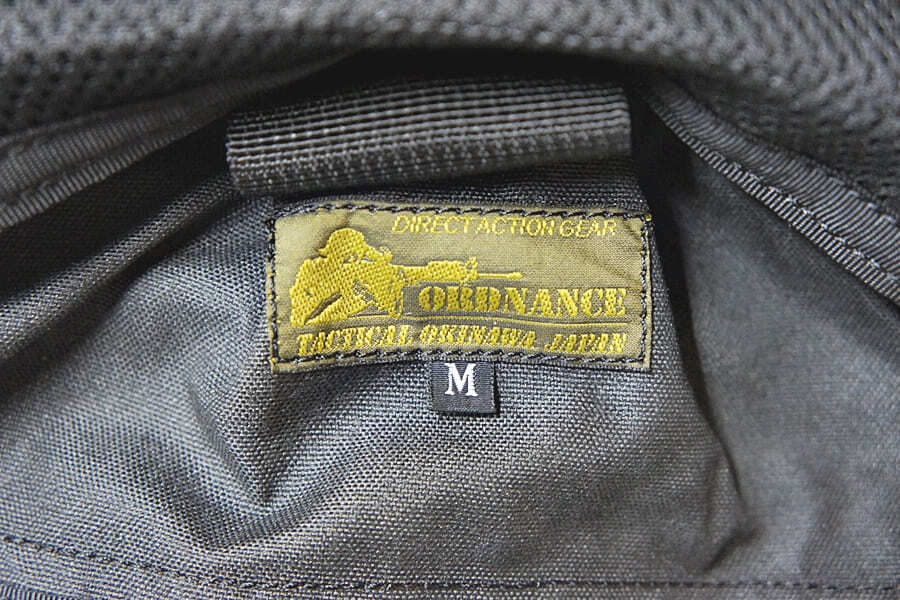 DIRECT ACTION GEAR
ORDNANCE
TACTICAL OKINAWA, JAPAN
M